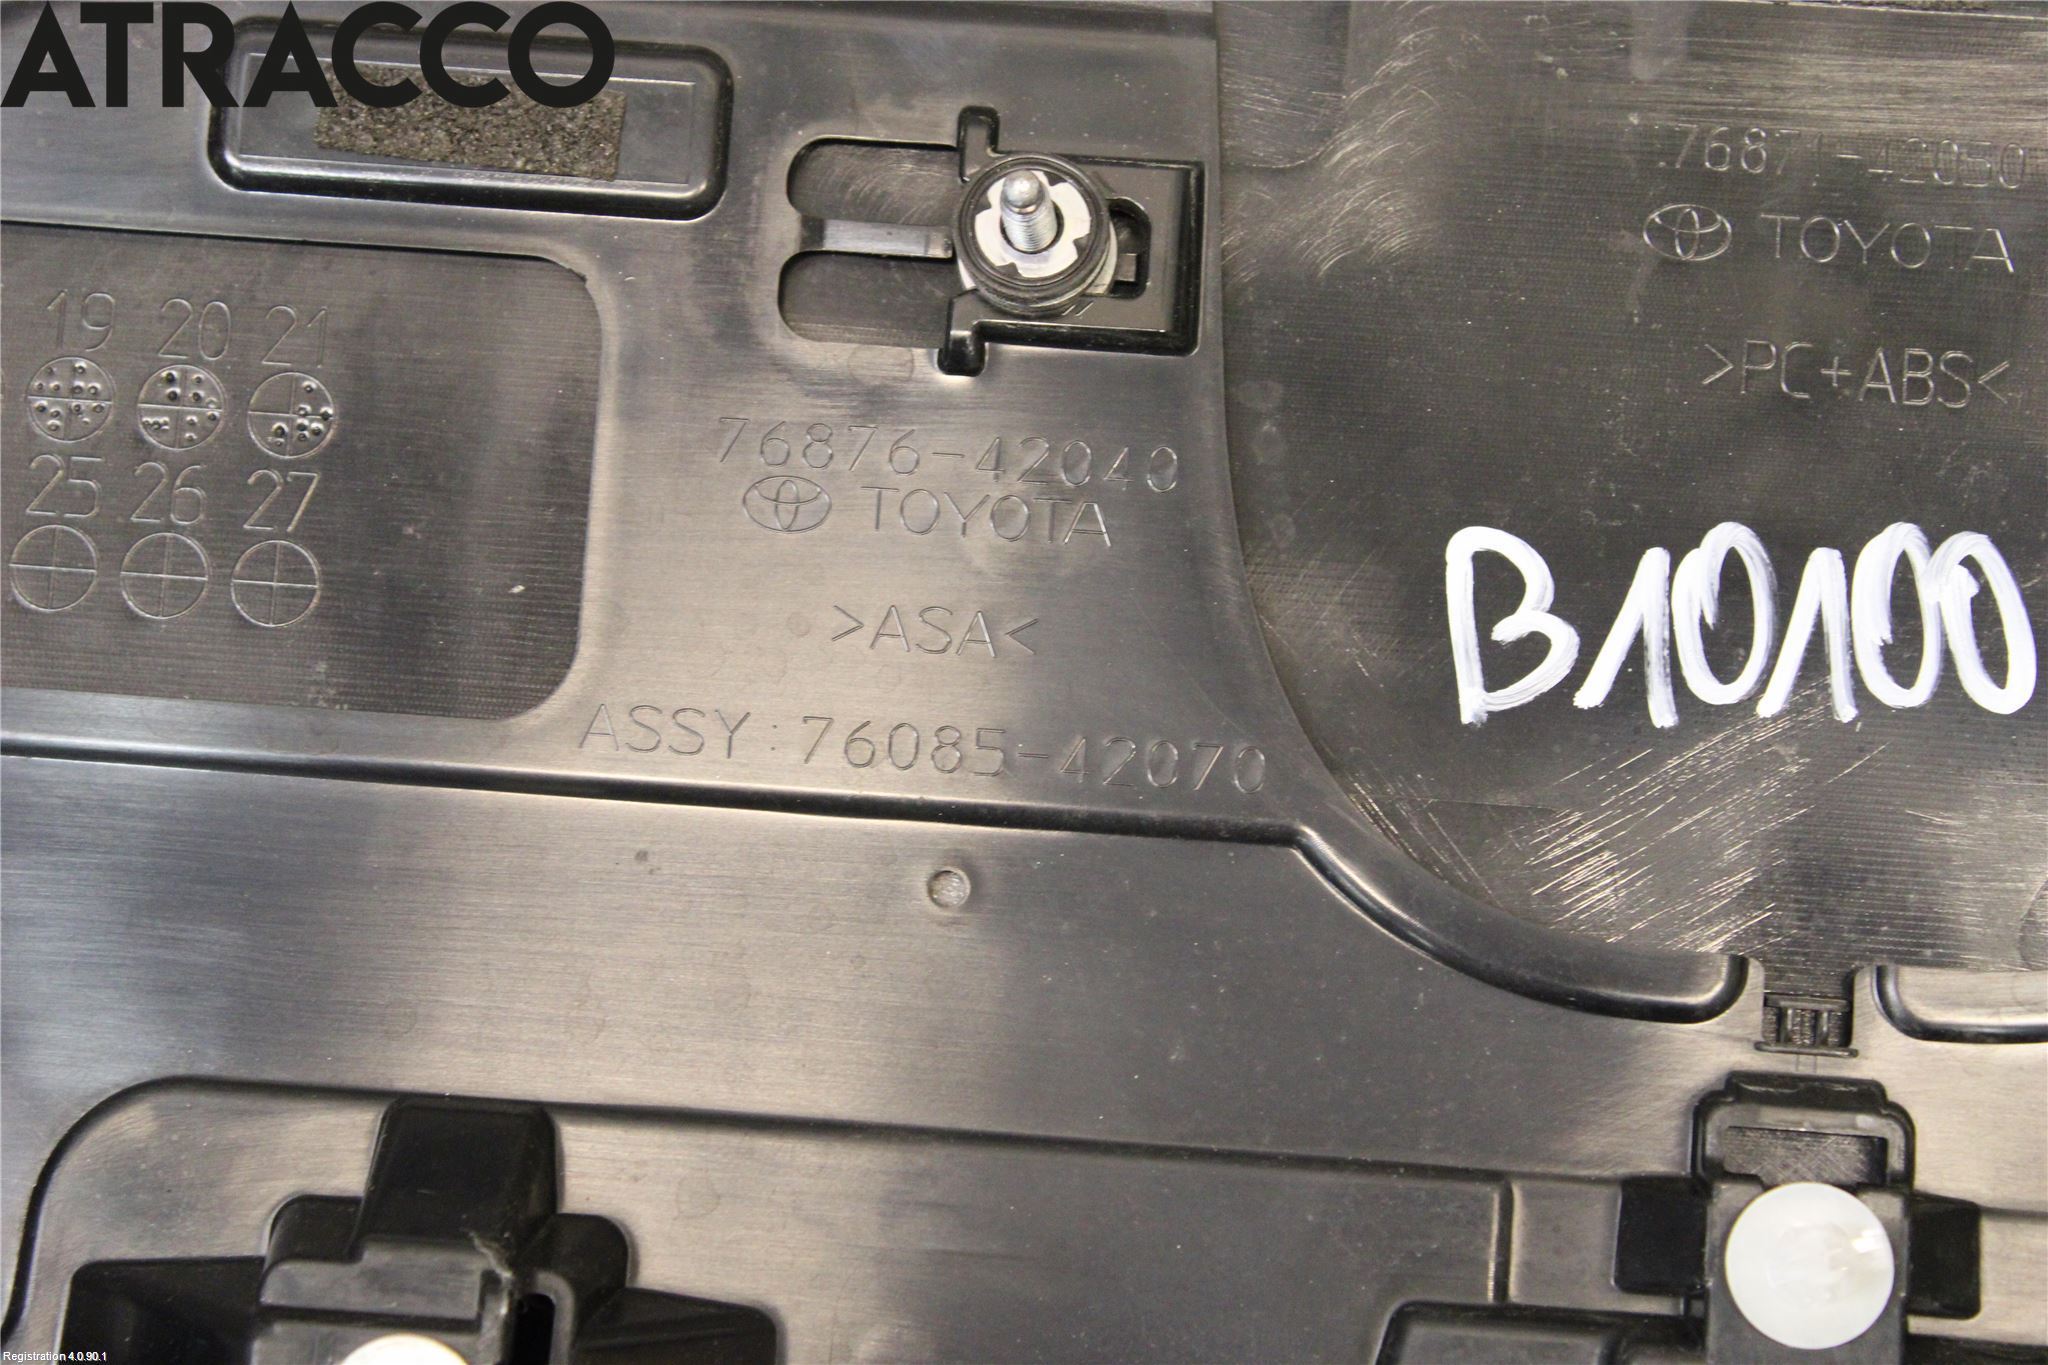 ATRACCO
76871-42050
TOYOTA
>PC+ABS<
19 20 21
25 26 27
76876-42040
TOYOTA
>ASA<
ASSY : 76085-42070
B10100
Registration 4.0.90.1